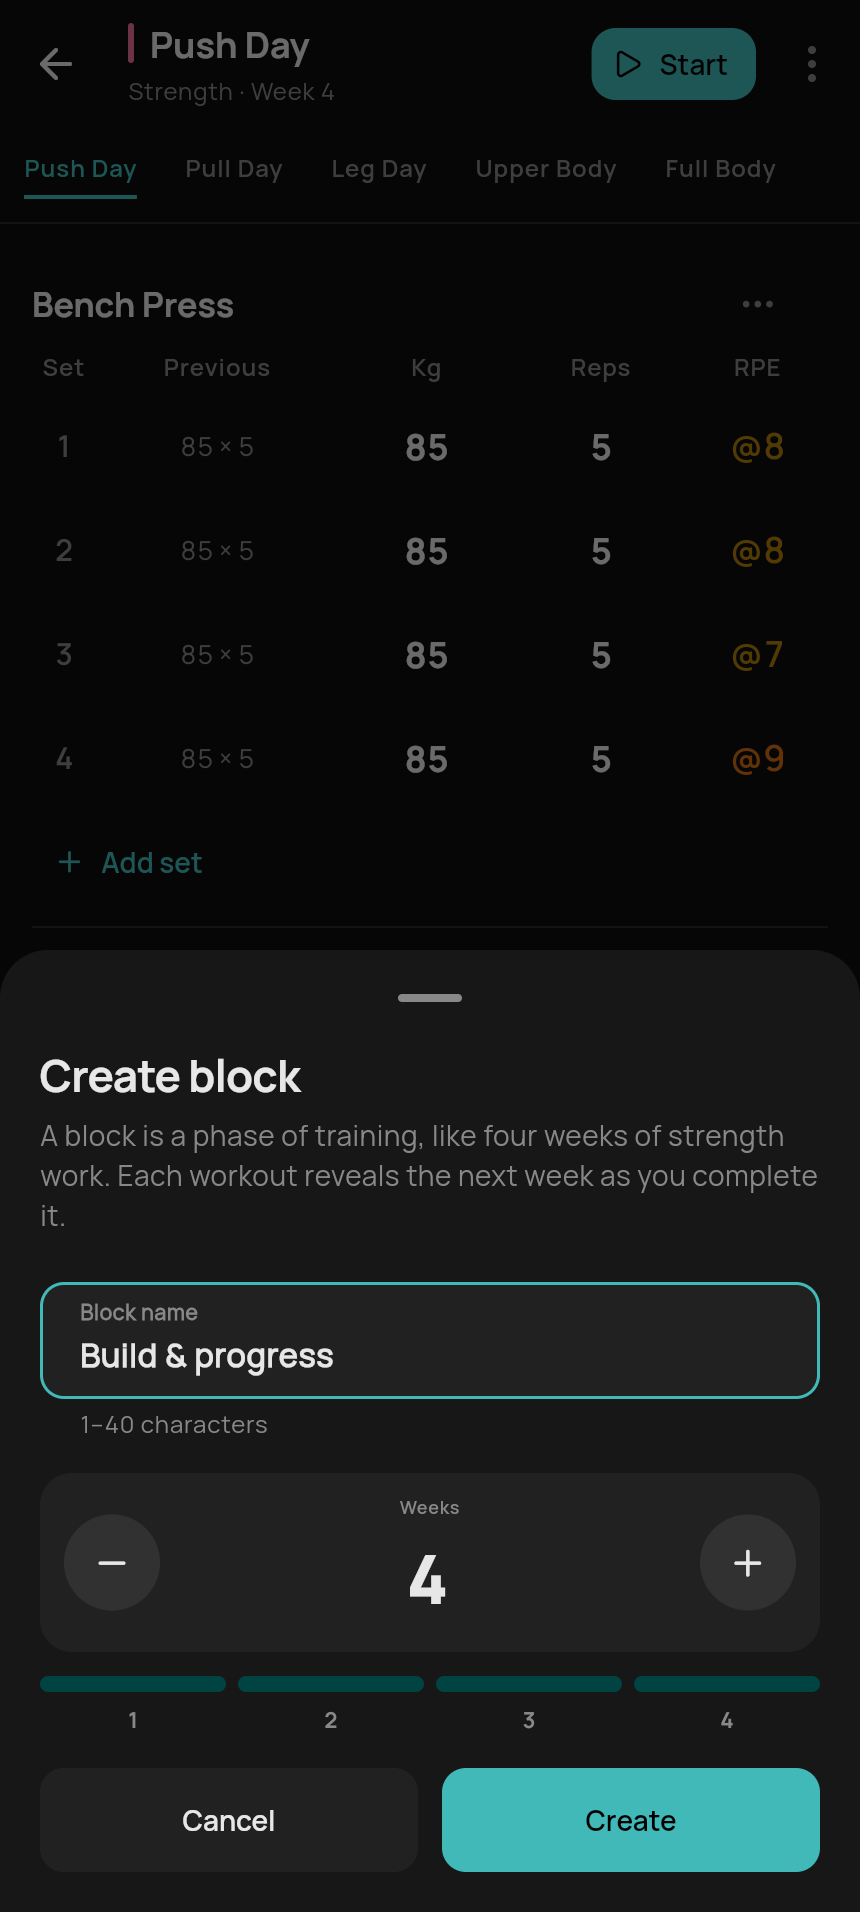 Push Day
Strength · Week 4
Start
Push Day Pull Day Leg Day Upper Body Full Body
Bench Press
Set Previous Kg Reps RPE
1 85 × 5 85 5 @8
2 85 × 5 85 5 @8
3 85 × 5 85 5 @7
4 85 × 5 85 5 @9
Add set
Create block
A block is a phase of training, like four weeks of strength
work. Each workout reveals the next week as you complete
it.
Block name
Build & progress
1–40 characters
Weeks
4
1 2 3 4
Cancel Create